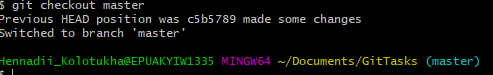 $ git checkout master
Previous HEAD position was c5b5789 made some changes
Switched to branch 'master'
Hennadii_Kolotukha@EPUAKYIW1335 MINGW64 ~/Documents/GitTasks (master)
$